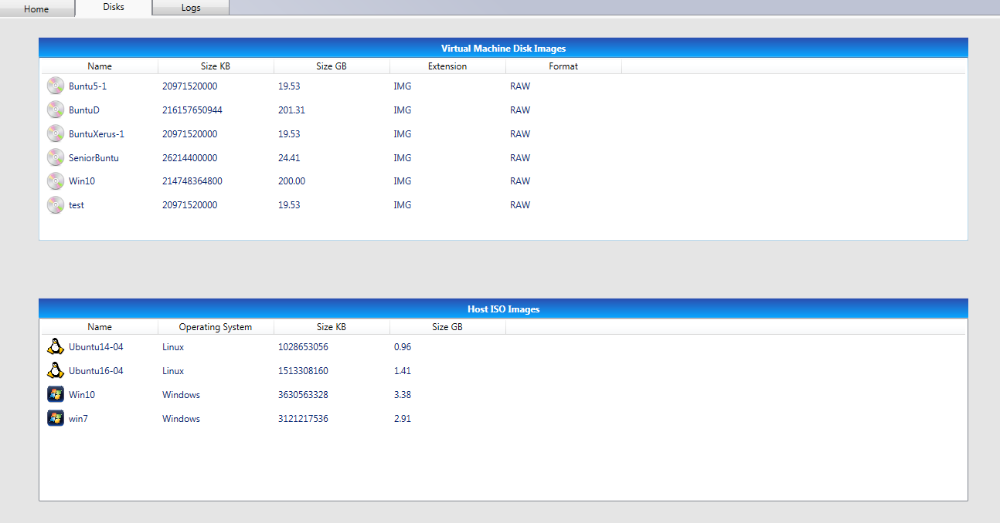 Home Disks Logs
Virtual Machine Disk Images
Name Size KB Size GB Extension Format
Buntu5-1 20971520000 19.53 IMG RAW
BuntuD 216157650944 201.31 IMG RAW
BuntuXerus-1 20971520000 19.53 IMG RAW
SeniorBuntu 26214400000 24.41 IMG RAW
Win10 214748364800 200.00 IMG RAW
test 20971520000 19.53 IMG RAW
Host ISO Images
Name Operating System Size KB Size GB
Ubuntu14-04 Linux 1028653056 0.96
Ubuntu16-04 Linux 1513308160 1.41
Win10 Windows 3630563328 3.38
win7 Windows 3121217536 2.91